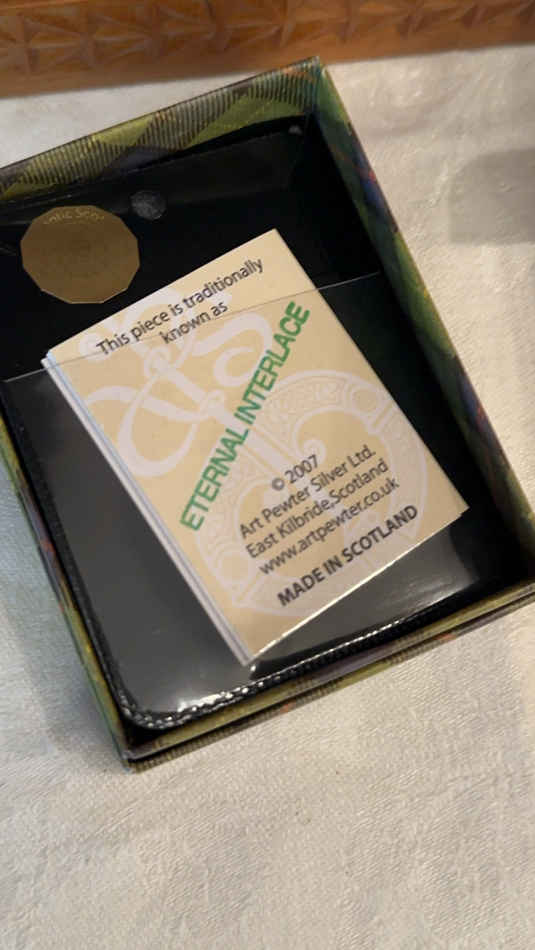 This piece is traditionally
known as
ETERNAL INTERLACE
© 2007
Art Pewter Silver Ltd.
East Kilbride,Scotland
www.artpewter.co.uk
MADE IN SCOTLAND